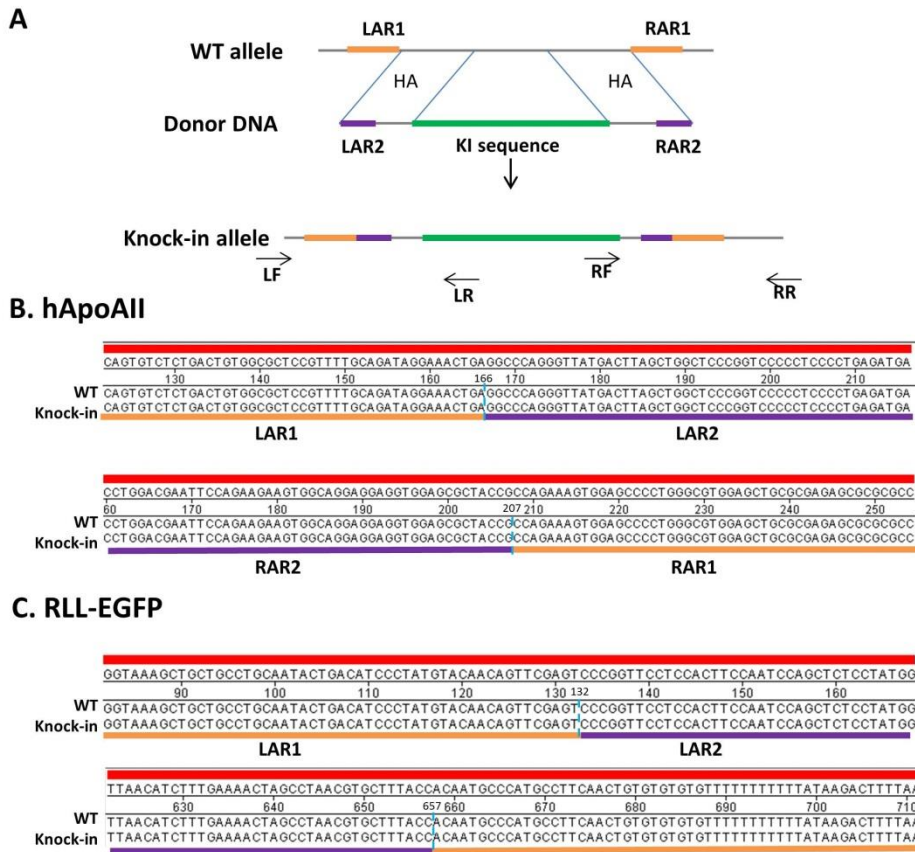 A
LAR1
RAR1
WT allele
HA
HA
Donor DNA
LAR2
KI sequence
RAR2
Knock-in allele
LF
LR
RF
RR
B. hApoAII
CAGTGTCTCTGACTGTGGCGCTCCGTTTTGCAGATAGGAAACTGAGGCCCAGGGTTATGACTTAGCTGGCTCCCGGTCCCCCTCCCCTGAGATGA
130 140 150 160 166 170 180 190 200 210
WT CAGTGTCTCTGACTGTGGCGCTCCGTTTTGCAGATAGGAAACTGAGGCCCAGGGTTATGACTTAGCTGGCTCCCGGTCCCCCTCCCCTGAGATGA
Knock-in CAGTGTCTCTGACTGTGGCGCTCCGTTTTGCAGATAGGAAACTGAGGCCCAGGGTTATGACTTAGCTGGCTCCCGGTCCCCCTCCCCTGAGATGA
LAR1 LAR2
CCTGGACGAATTCCAGAAGAAGTGGCAGGAGGAGGTGGAGCGCTACCGCCAGAAAGTGGAGCCCCTGGGCGTGGAGCTGCGCGAGAGCGCGCGCC
60 170 180 190 200 207 210 220 230 240 250
WT CCTGGACGAATTCCAGAAGAAGTGGCAGGAGGAGGTGGAGCGCTACCGCCAGAAAGTGGAGCCCCTGGGCGTGGAGCTGCGCGAGAGCGCGCGCC
Knock-in CCTGGACGAATTCCAGAAGAAGTGGCAGGAGGAGGTGGAGCGCTACCGCCAGAAAGTGGAGCCCCTGGGCGTGGAGCTGCGCGAGAGCGCGCGCC
RAR2 RAR1
C. RLL-EGFP
GGTAAAGCTGCTGCCTGCAATACTGACATCCCTATGTACAACAGTTCGAGTCCCGGTTCCTCCACTTCCAATCCAGCTCTCCTATGG
90 100 110 120 130 132 140 150 160
WT GGTAAAGCTGCTGCCTGCAATACTGACATCCCTATGTACAACAGTTCGAGTCCCGGTTCCTCCACTTCCAATCCAGCTCTCCTATGG
Knock-in GGTAAAGCTGCTGCCTGCAATACTGACATCCCTATGTACAACAGTTCGAGTCCCGGTTCCTCCACTTCCAATCCAGCTCTCCTATGG
LAR1 LAR2
TTAACATCTTTGAAAACTAGCCTAACGTGCTTTACCACAATGCCCATGCCTTCAACTGTGTGTGTGTTTTTTTTTTTATAAGACTTTTAA
630 640 650 657 660 670 680 690 700 710
WT TTAACATCTTTGAAAACTAGCCTAACGTGCTTTACCACAATGCCCATGCCTTCAACTGTGTGTGTGTTTTTTTTTTTATAAGACTTTTAA
Knock-in TTAACATCTTTGAAAACTAGCCTAACGTGCTTTACCACAATGCCCATGCCTTCAACTGTGTGTGTGTTTTTTTTTTTATAAGACTTTTAA